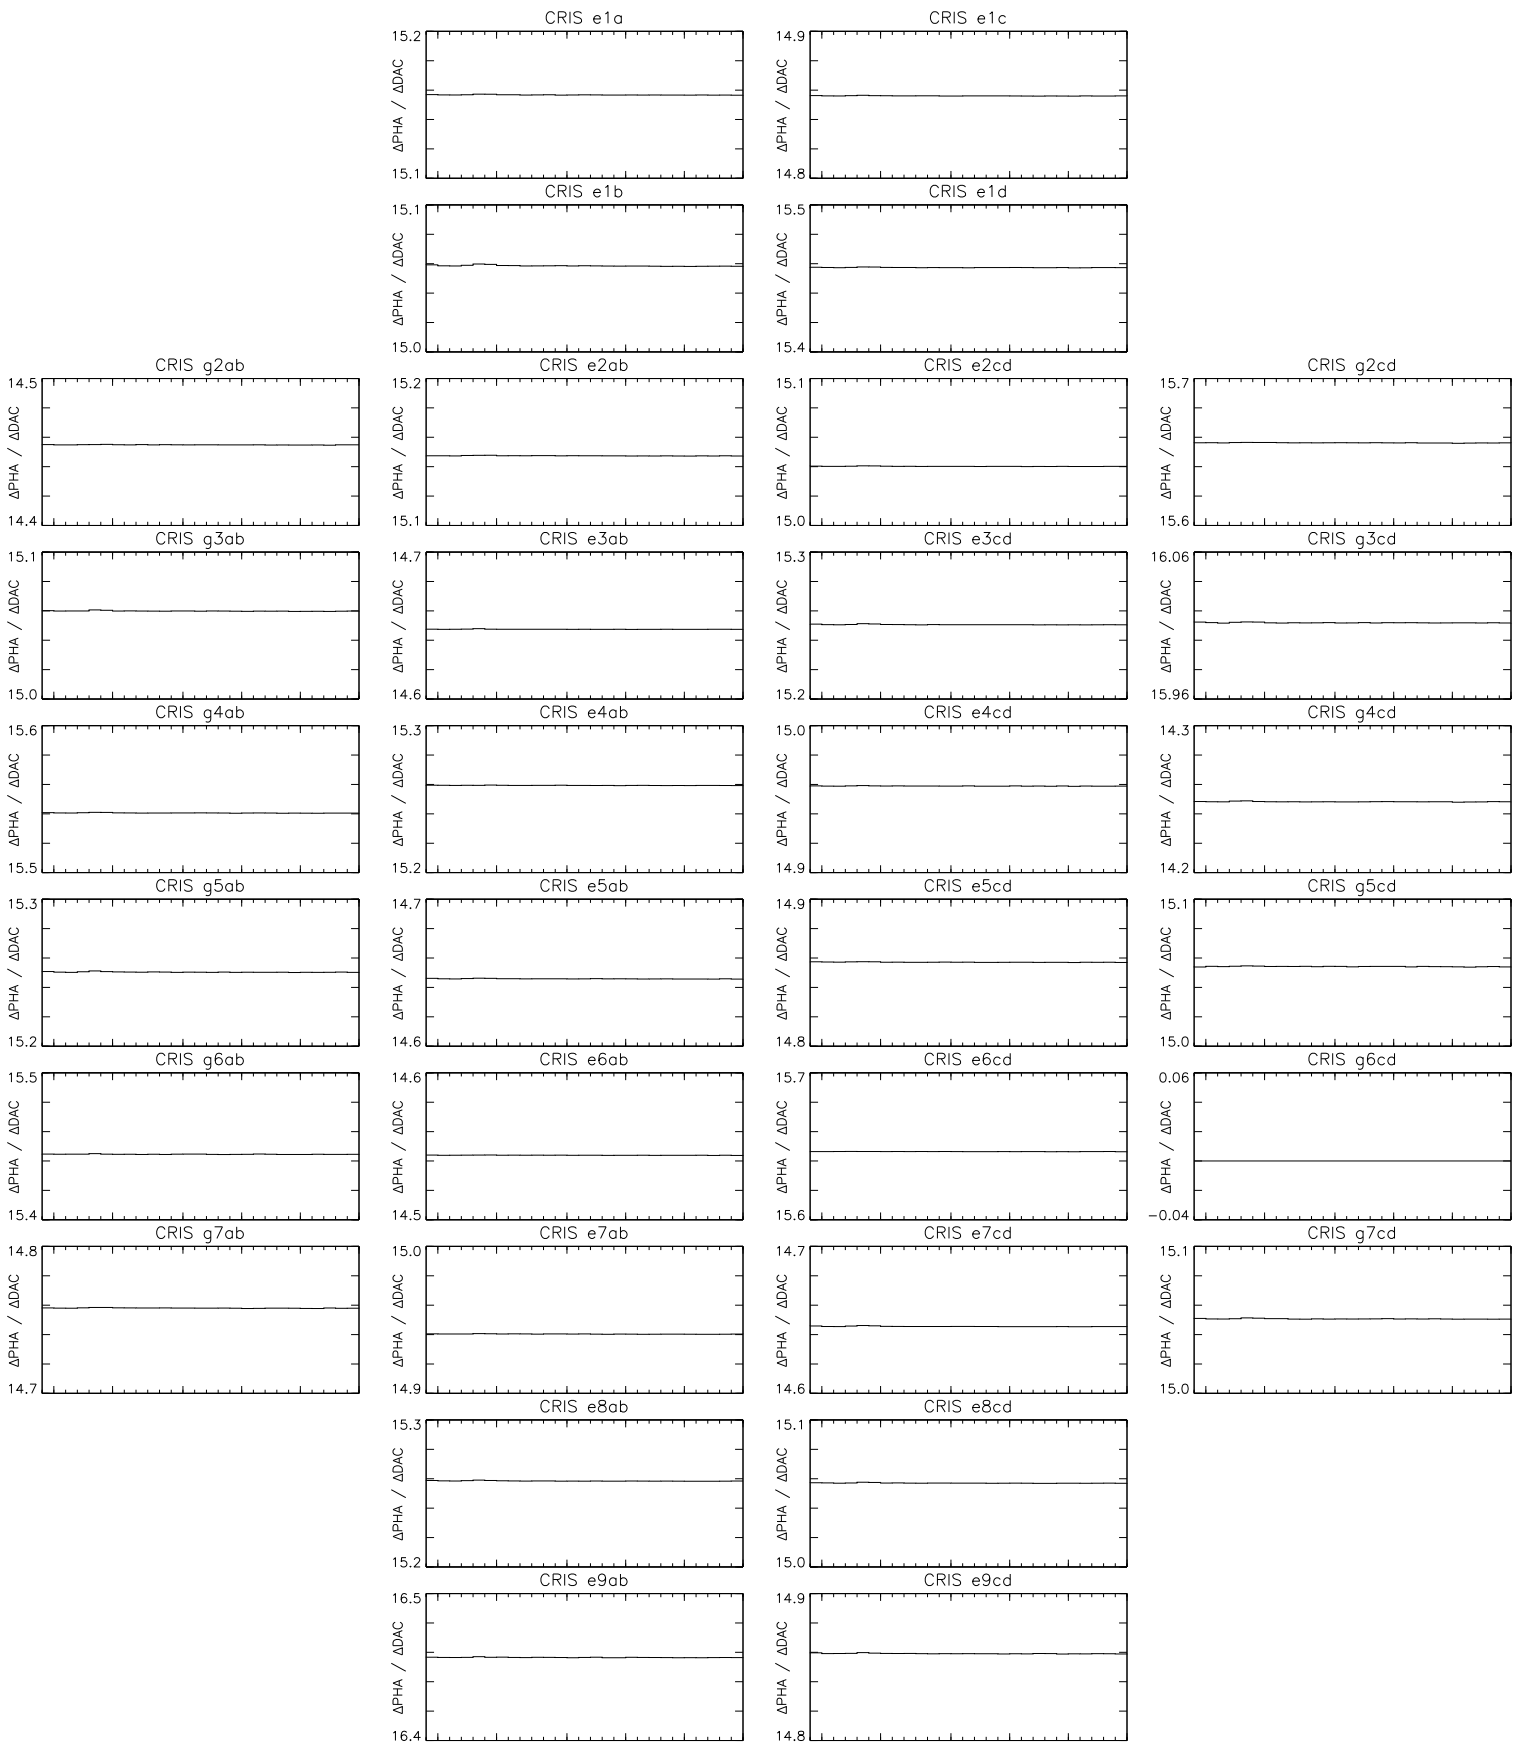 CRIS e1a
CRIS e1c
15.2
ΔPHA / ΔDAC
15.1
14.9
ΔPHA / ΔDAC
14.8
CRIS e1b
CRIS e1d
15.1
ΔPHA / ΔDAC
15.0
15.5
ΔPHA / ΔDAC
15.4
CRIS g2ab
CRIS e2ab
CRIS e2cd
CRIS g2cd
14.5
ΔPHA / ΔDAC
14.4
15.2
ΔPHA / ΔDAC
15.1
15.1
ΔPHA / ΔDAC
15.0
15.7
ΔPHA / ΔDAC
15.6
CRIS g3ab
CRIS e3ab
CRIS e3cd
CRIS g3cd
15.1
ΔPHA / ΔDAC
15.0
14.7
ΔPHA / ΔDAC
14.6
15.3
ΔPHA / ΔDAC
15.2
16.06
ΔPHA / ΔDAC
15.96
CRIS g4ab
CRIS e4ab
CRIS e4cd
CRIS g4cd
15.6
ΔPHA / ΔDAC
15.5
15.3
ΔPHA / ΔDAC
15.2
15.0
ΔPHA / ΔDAC
14.9
14.3
ΔPHA / ΔDAC
14.2
CRIS g5ab
CRIS e5ab
CRIS e5cd
CRIS g5cd
15.3
ΔPHA / ΔDAC
15.2
14.7
ΔPHA / ΔDAC
14.6
14.9
ΔPHA / ΔDAC
14.8
15.1
ΔPHA / ΔDAC
15.0
CRIS g6ab
CRIS e6ab
CRIS e6cd
CRIS g6cd
15.5
ΔPHA / ΔDAC
15.4
14.6
ΔPHA / ΔDAC
14.5
15.7
ΔPHA / ΔDAC
15.6
0.06
ΔPHA / ΔDAC
−0.04
CRIS g7ab
CRIS e7ab
CRIS e7cd
CRIS g7cd
14.8
ΔPHA / ΔDAC
14.7
15.0
ΔPHA / ΔDAC
14.9
14.7
ΔPHA / ΔDAC
14.6
15.1
ΔPHA / ΔDAC
15.0
CRIS e8ab
CRIS e8cd
15.3
ΔPHA / ΔDAC
15.2
15.1
ΔPHA / ΔDAC
15.0
CRIS e9ab
CRIS e9cd
16.5
ΔPHA / ΔDAC
16.4
14.9
ΔPHA / ΔDAC
14.8